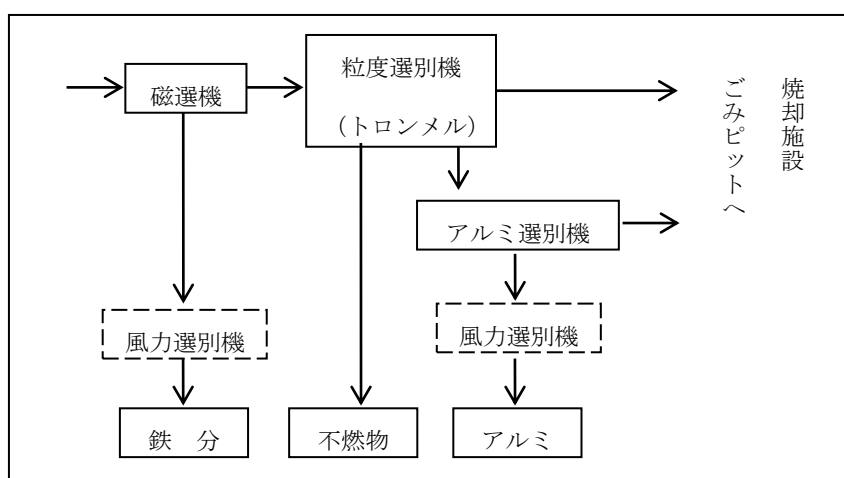 磁選機
粒度選別機
(トロンメル)
焼却施設
ごみピットへ
アルミ選別機
風力選別機
風力選別機
鉄　分
不燃物
アルミ